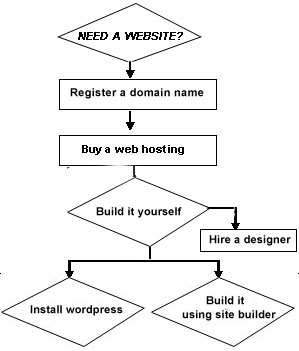 NEED A WEBSITE?
Register a domain name
Buy a web hosting
Build it yourself
Hire a designer
Install wordpress
Build it
using site builder